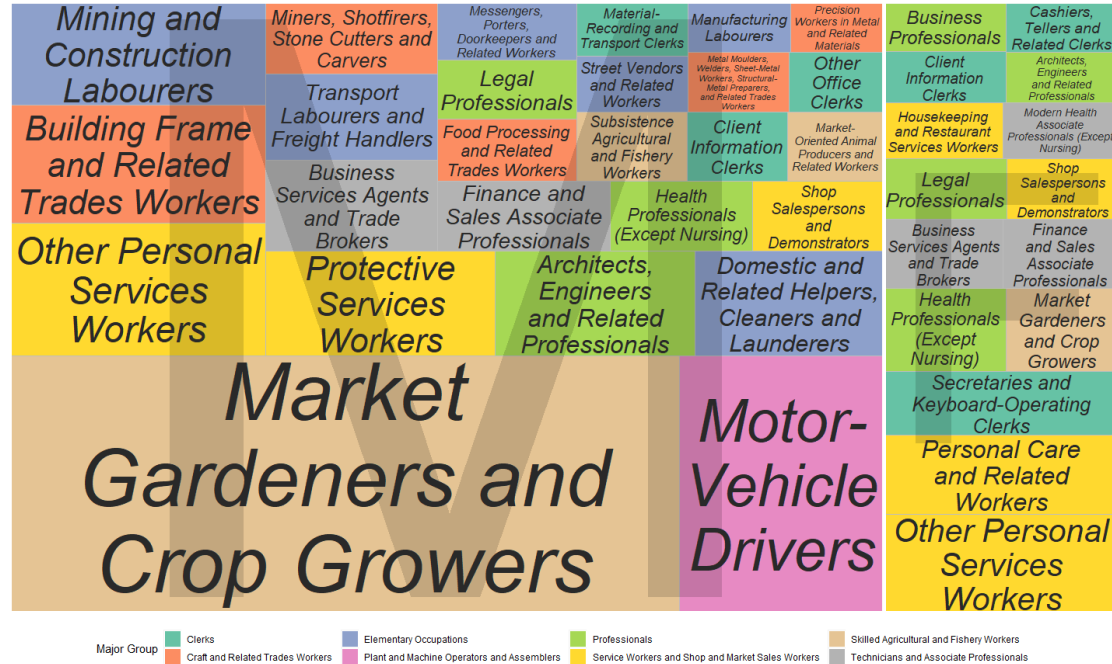 Mining and
Construction
Labourers
Miners, Shotfirers,
Stone Cutters and
Carvers
Messengers,
Porters,
Doorkeepers and
Related Workers
Material-
Recording and
Transport Clerks
Manufacturing
Labourers
Precision
Workers in Metal
and Related
Materials
Business
Professionals
Cashiers,
Tellers and
Related Clerks
Legal
Professionals
Street Vendors
and Related
Workers
Metal Moulders,
Welders, Sheet-Metal
Workers, Structural-
Metal Preparers,
and Related Trades
Workers
Other
Office
Clerks
Client
Information
Clerks
Architects,
Engineers
and Related
Professionals
Transport
Labourers and
Freight Handlers
Building Frame
and Related
Trades Workers
Food Processing
and Related
Trades Workers
Subsistence
Agricultural
and Fishery
Workers
Client
Information
Clerks
Market-
Oriented Animal
Producers and
Related Workers
Housekeeping
and Restaurant
Services Workers
Modern Health
Associate
Professionals (Except
Nursing)
Business
Services Agents
and Trade
Brokers
Finance and
Sales Associate
Professionals
Health
Professionals
(Except Nursing)
Shop
Salespersons
and
Demonstrators
Legal
Professionals
Shop
Salespersons
and
Demonstrators
Other Personal
Services
Workers
Protective
Services
Workers
Architects,
Engineers
and Related
Professionals
Domestic and
Related Helpers,
Cleaners and
Launderers
Business
Services Agents
and Trade
Brokers
Finance
and Sales
Associate
Professionals
Health
Professionals
(Except
Nursing)
Market
Gardeners
and Crop
Growers
Market
Gardeners and
Crop Growers
Motor-
Vehicle
Drivers
Secretaries and
Keyboard-Operating
Clerks
Personal Care
and Related
Workers
Other Personal
Services
Workers
M
F
Major Group
Clerks
Elementary Occupations
Professionals
Skilled Agricultural and Fishery Workers
Craft and Related Trades Workers
Plant and Machine Operators and Assemblers
Service Workers and Shop and Market Sales Workers
Technicians and Associate Professionals